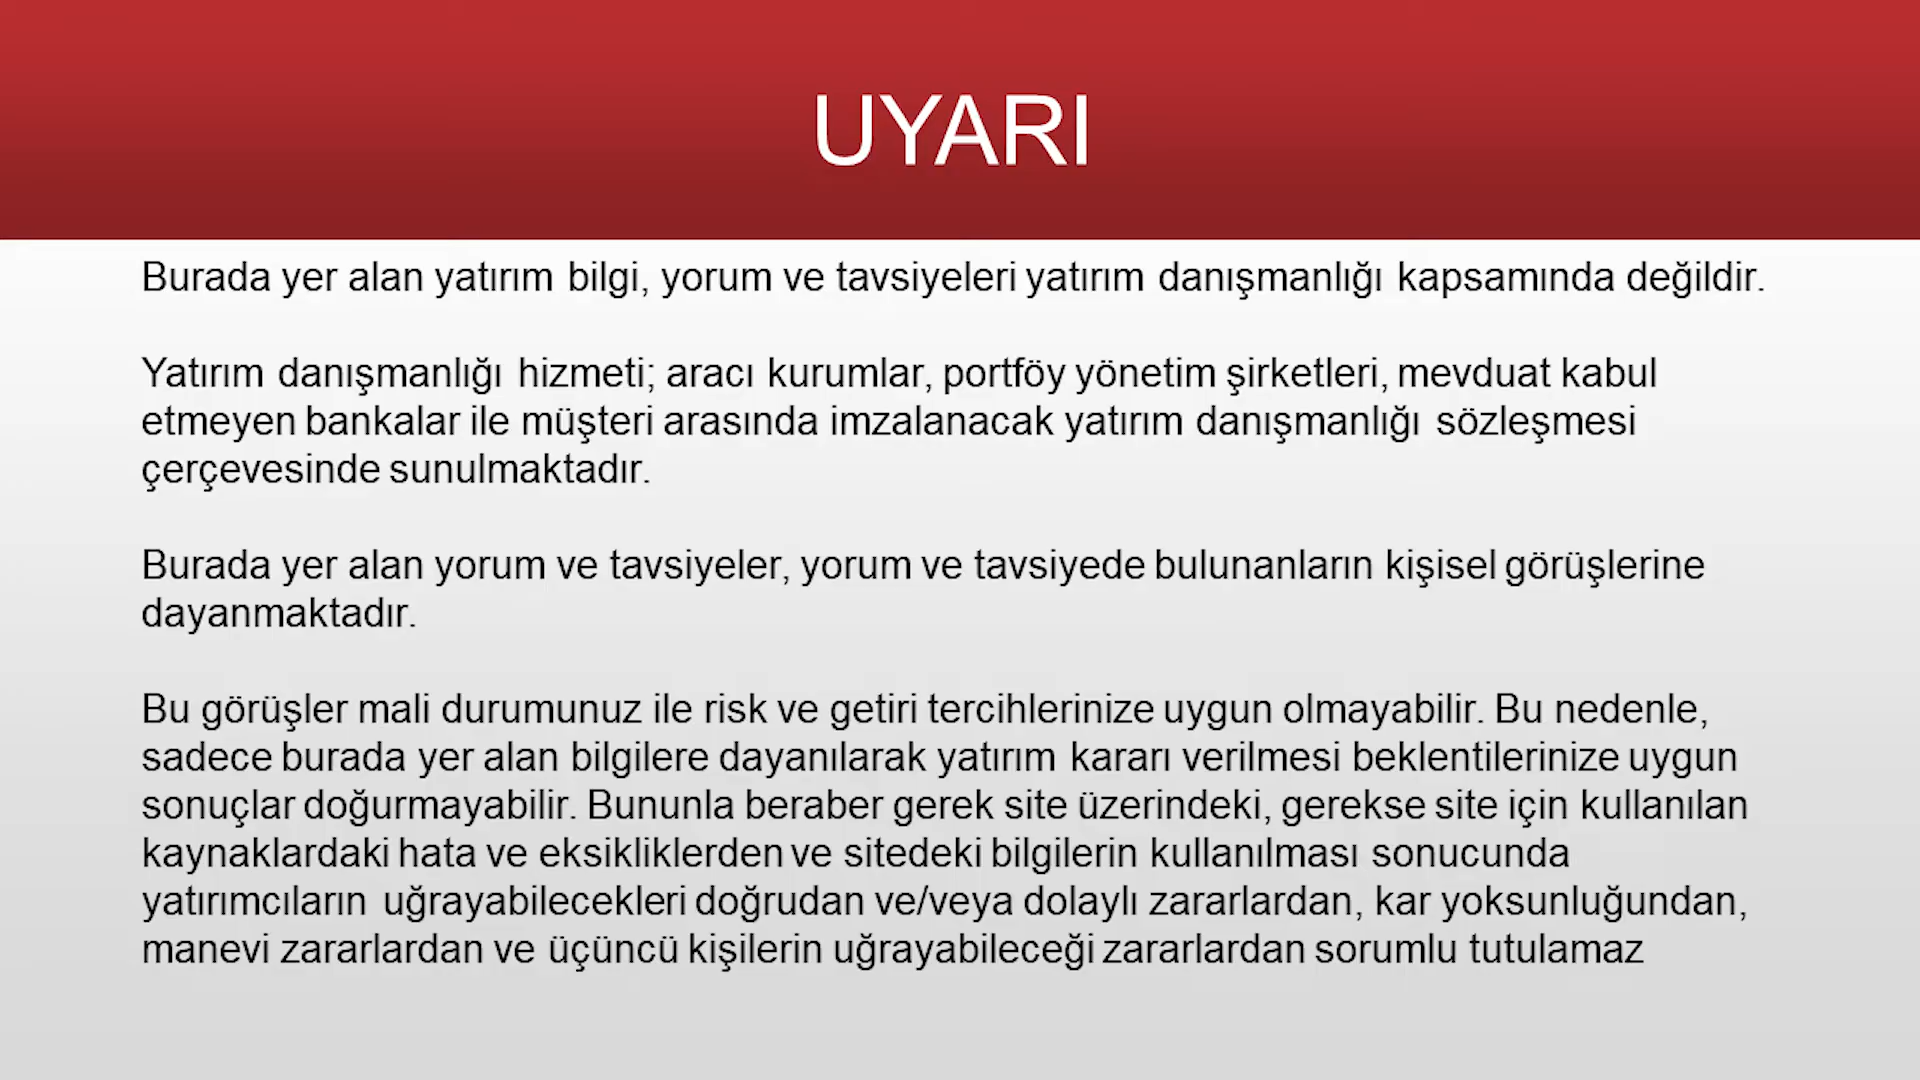 UYARI
Burada yer alan yatırım bilgi, yorum ve tavsiyeleri yatırım danışmanlığı kapsamında değildir.
Yatırım danışmanlığı hizmeti; aracı kurumlar, portföy yönetim şirketleri, mevduat kabul
etmeyen bankalar ile müşteri arasında imzalanacak yatırım danışmanlığı sözleşmesi
çerçevesinde sunulmaktadır.
Burada yer alan yorum ve tavsiyeler, yorum ve tavsiyede bulunanların kişisel görüşlerine
dayanmaktadır.
Bu görüşler mali durumunuz ile risk ve getiri tercihlerinize uygun olmayabilir. Bu nedenle,
sadece burada yer alan bilgilere dayanılarak yatırım kararı verilmesi beklentilerinize uygun
sonuçlar doğurmayabilir. Bununla beraber gerek site üzerindeki, gerekse site için kullanılan
kaynaklardaki hata ve eksikliklerden ve sitedeki bilgilerin kullanılması sonucunda
yatırımcıların uğrayabilecekleri doğrudan ve/veya dolaylı zararlardan, kar yoksunluğundan,
manevi zararlardan ve üçüncü kişilerin uğrayabileceği zararlardan sorumlu tutulamaz